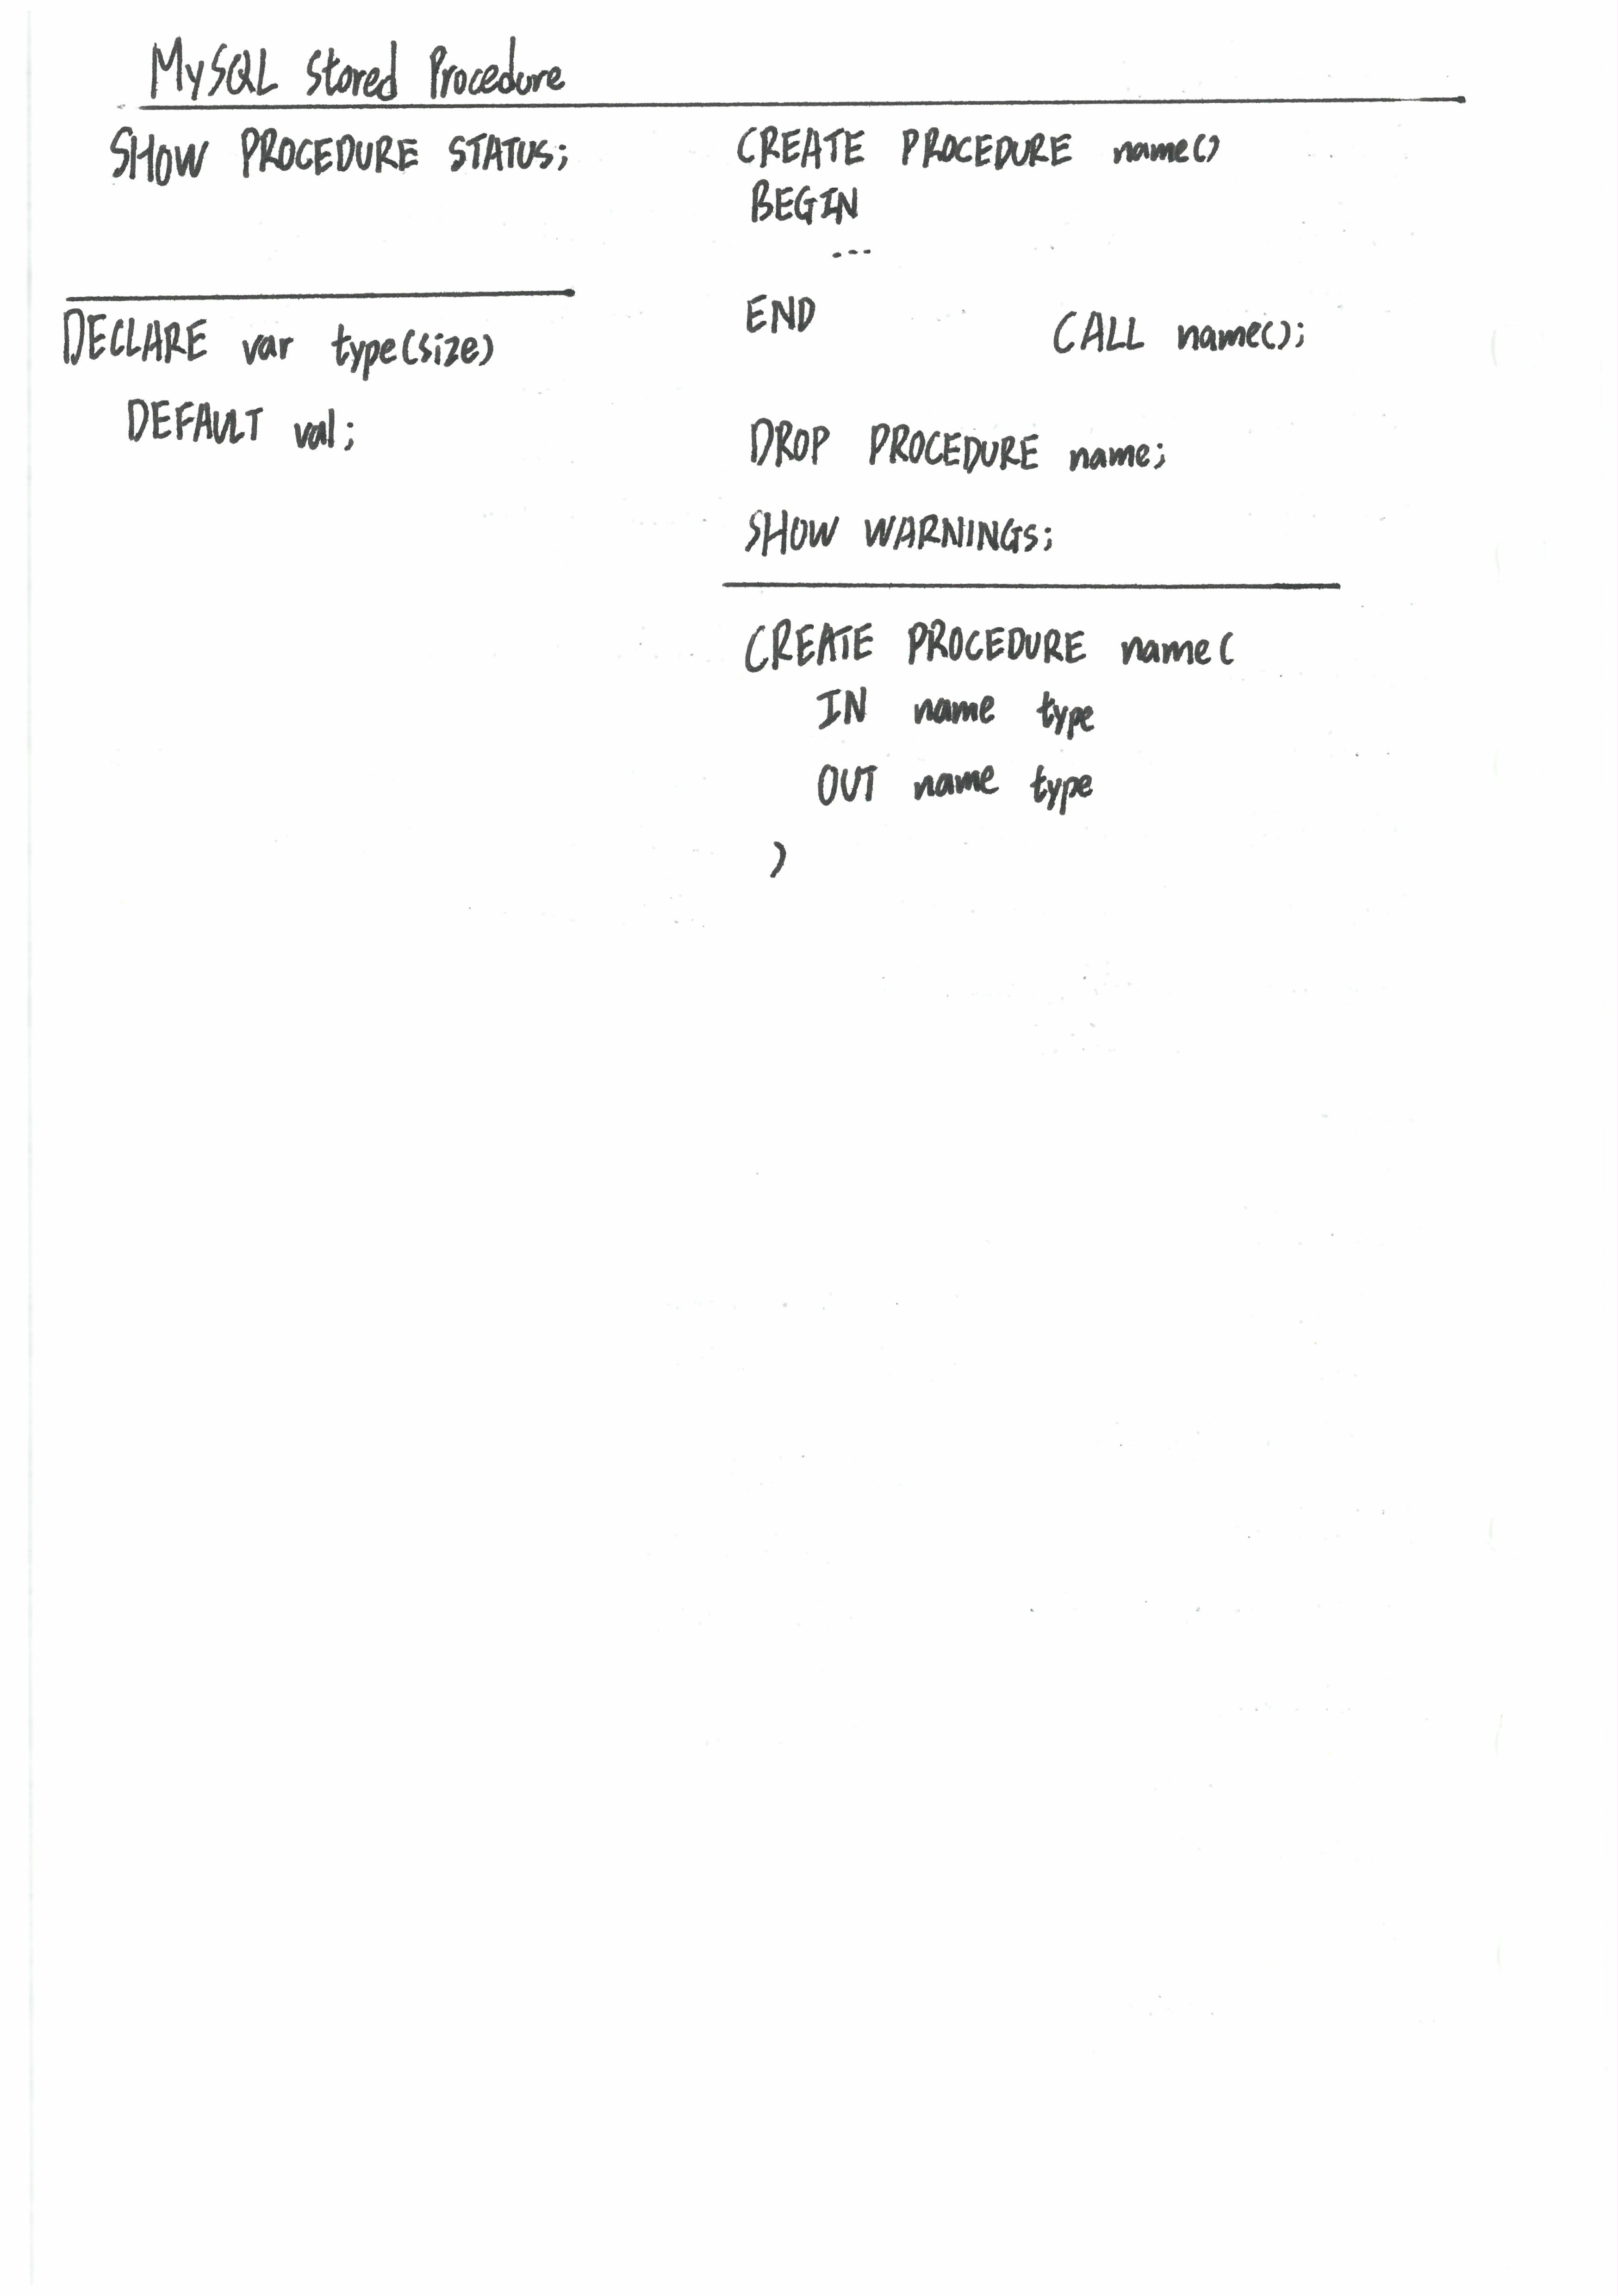 MySQL Stored Procedure
SHOW PROCEDURE STATUS;
DECLARE var type(size)
DEFAULT val;
CREATE PROCEDURE name()
BEGIN
---
END
CALL name();
DROP PROCEDURE name;
SHOW WARNINGS;
CREATE PROCEDURE name(
IN name type
OUT name type
)